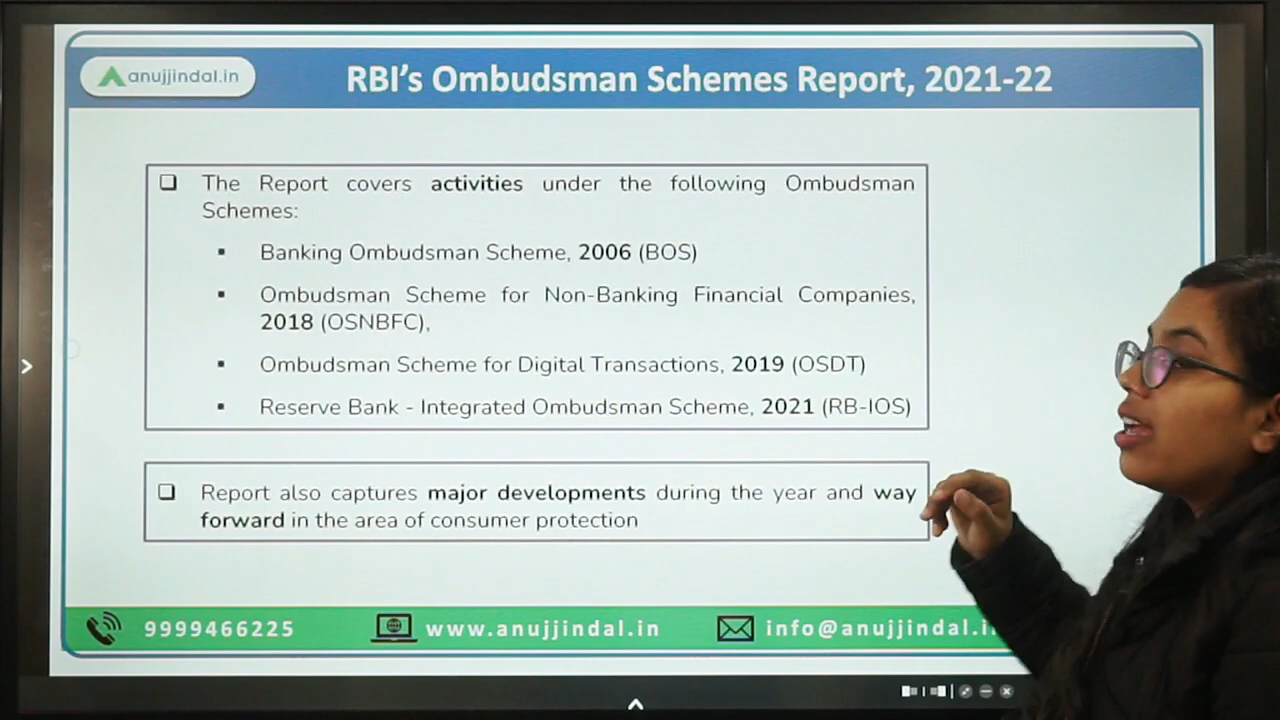 anujjindal.in
RBI's Ombudsman Schemes Report, 2021-22
The Report covers activities under the following Ombudsman
Schemes:
Banking Ombudsman Scheme, 2006 (BOS)
Ombudsman Scheme for Non-Banking Financial Companies,
2018 (OSNBFC),
Ombudsman Scheme for Digital Transactions, 2019 (OSDT)
Reserve Bank - Integrated Ombudsman Scheme, 2021 (RB-IOS)
Report also captures major developments during the year and way
forward in the area of consumer protection
9999466225
www.anujjindal.in
info@anujjindal.i